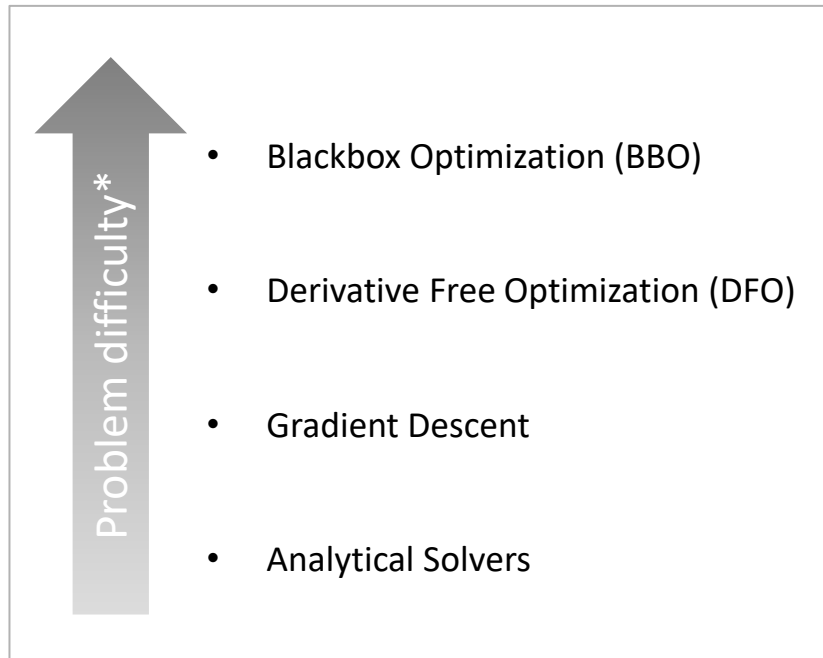 Problem difficulty*
• Blackbox Optimization (BBO)
• Derivative Free Optimization (DFO)
• Gradient Descent
• Analytical Solvers